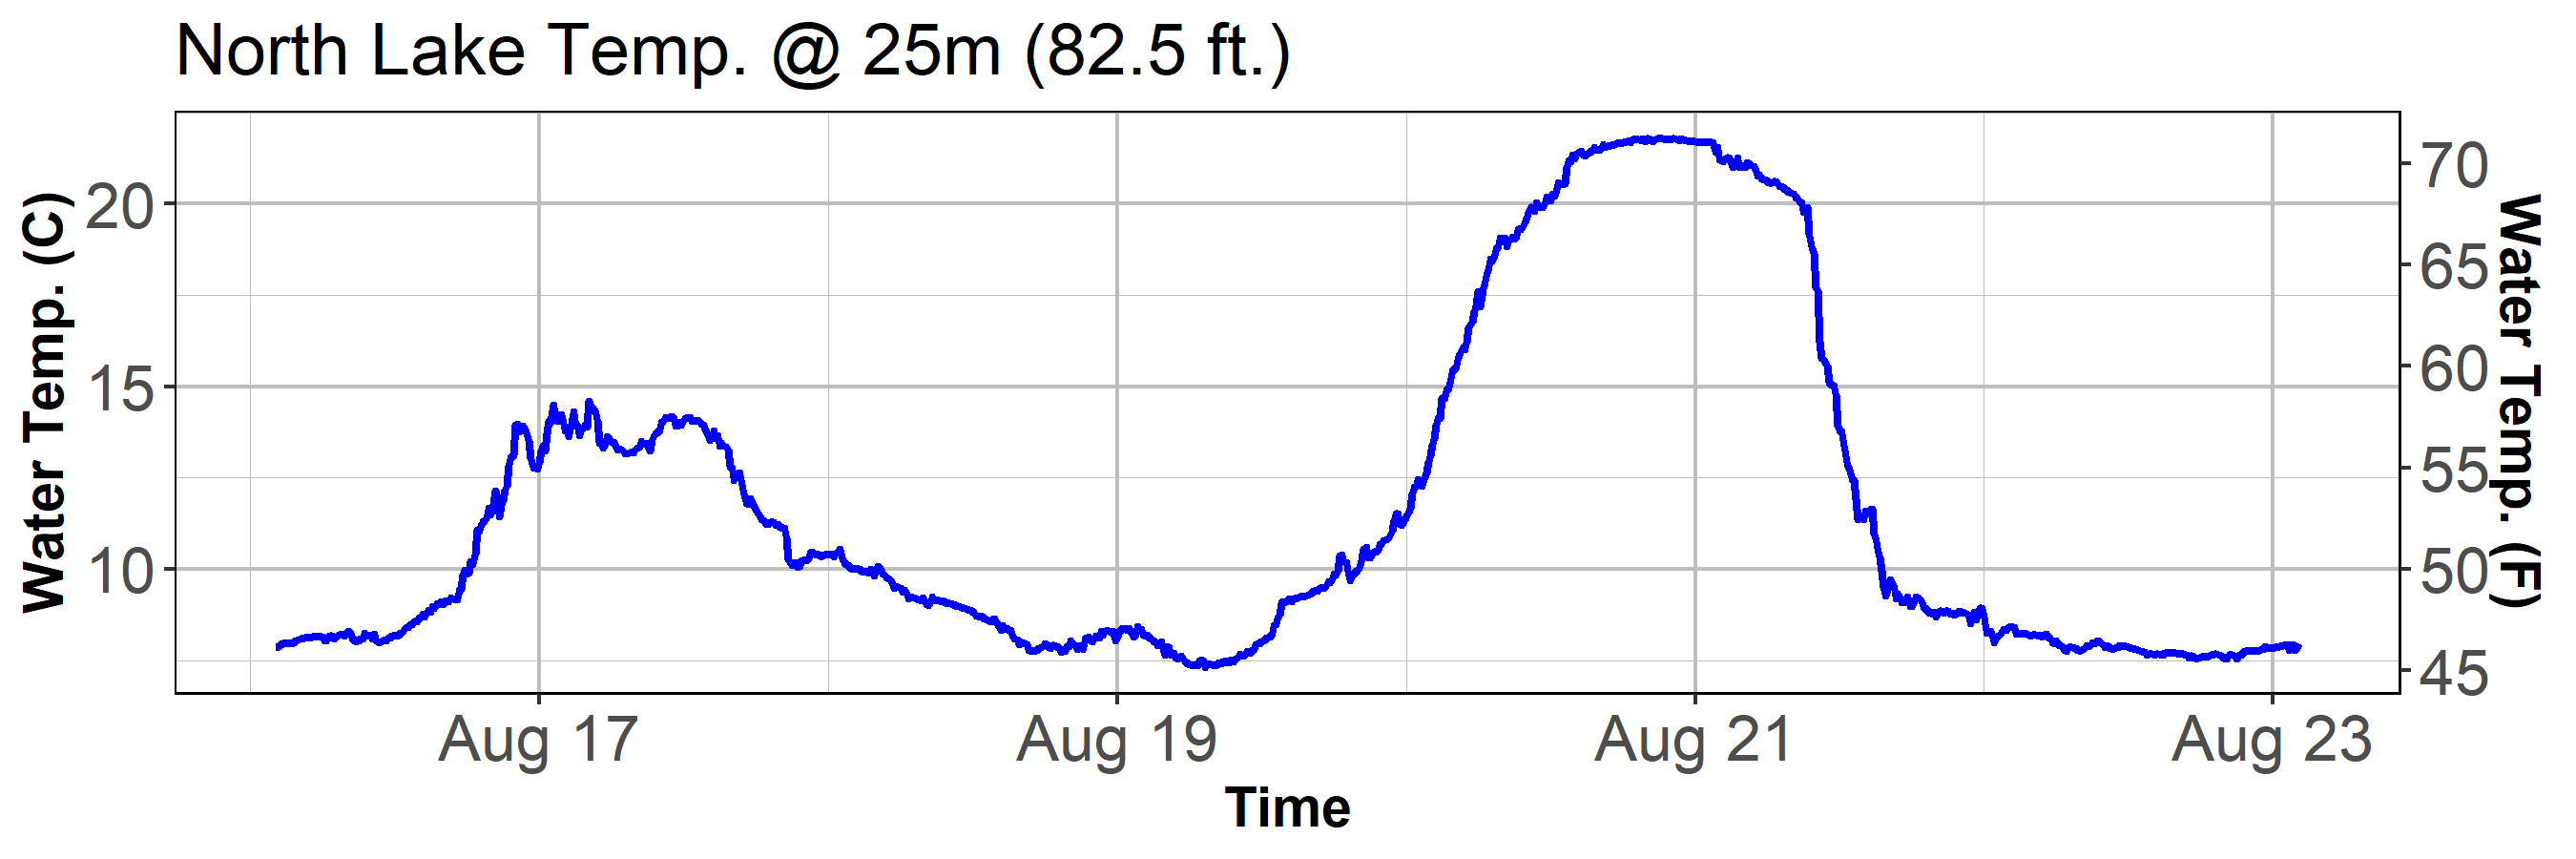 North Lake Temp. @ 25m (82.5 ft.)
Water Temp. (C)
20
15
10
70
65
60
55
50
45
Water Temp. (F)
Aug 17 Aug 19 Aug 21 Aug 23
Time